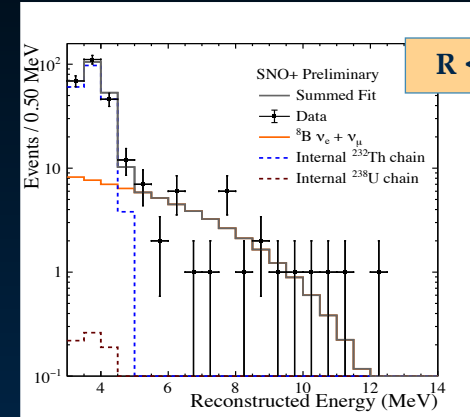 R <
SNO+ Preliminary
Summed Fit
Data
⁸B νₑ + ν_μ
Internal ²³²Th chain
Internal ²³⁸U chain
Events / 0.50 MeV
10²
10
1
10⁻¹
4 6 8 10 12 14
Reconstructed Energy (MeV)